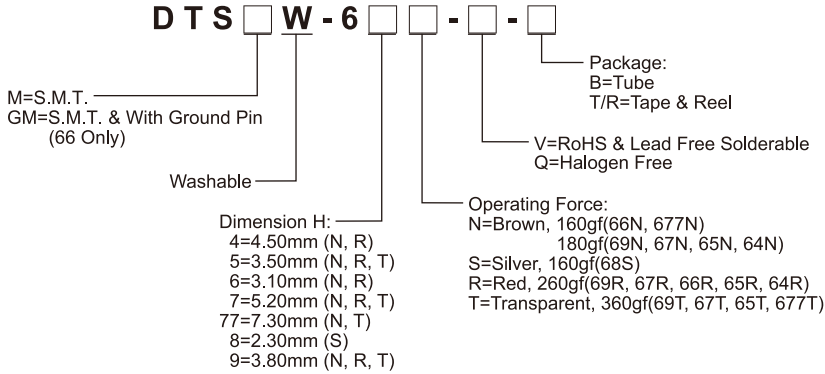 DTS□W-6□□-□-□
M=S.M.T.
GM=S.M.T. & With Ground Pin
(66 Only)
Washable
Dimension H:
4=4.50mm (N, R)
5=3.50mm (N, R, T)
6=3.10mm (N, R)
7=5.20mm (N, R, T)
77=7.30mm (N, T)
8=2.30mm (S)
9=3.80mm (N, R, T)
Package:
B=Tube
T/R=Tape & Reel
V=RoHS & Lead Free Solderable
Q=Halogen Free
Operating Force:
N=Brown, 160gf(66N, 677N)
180gf(69N, 67N, 65N, 64N)
S=Silver, 160gf(68S)
R=Red, 260gf(69R, 67R, 66R, 65R, 64R)
T=Transparent, 360gf(69T, 67T, 65T, 677T)